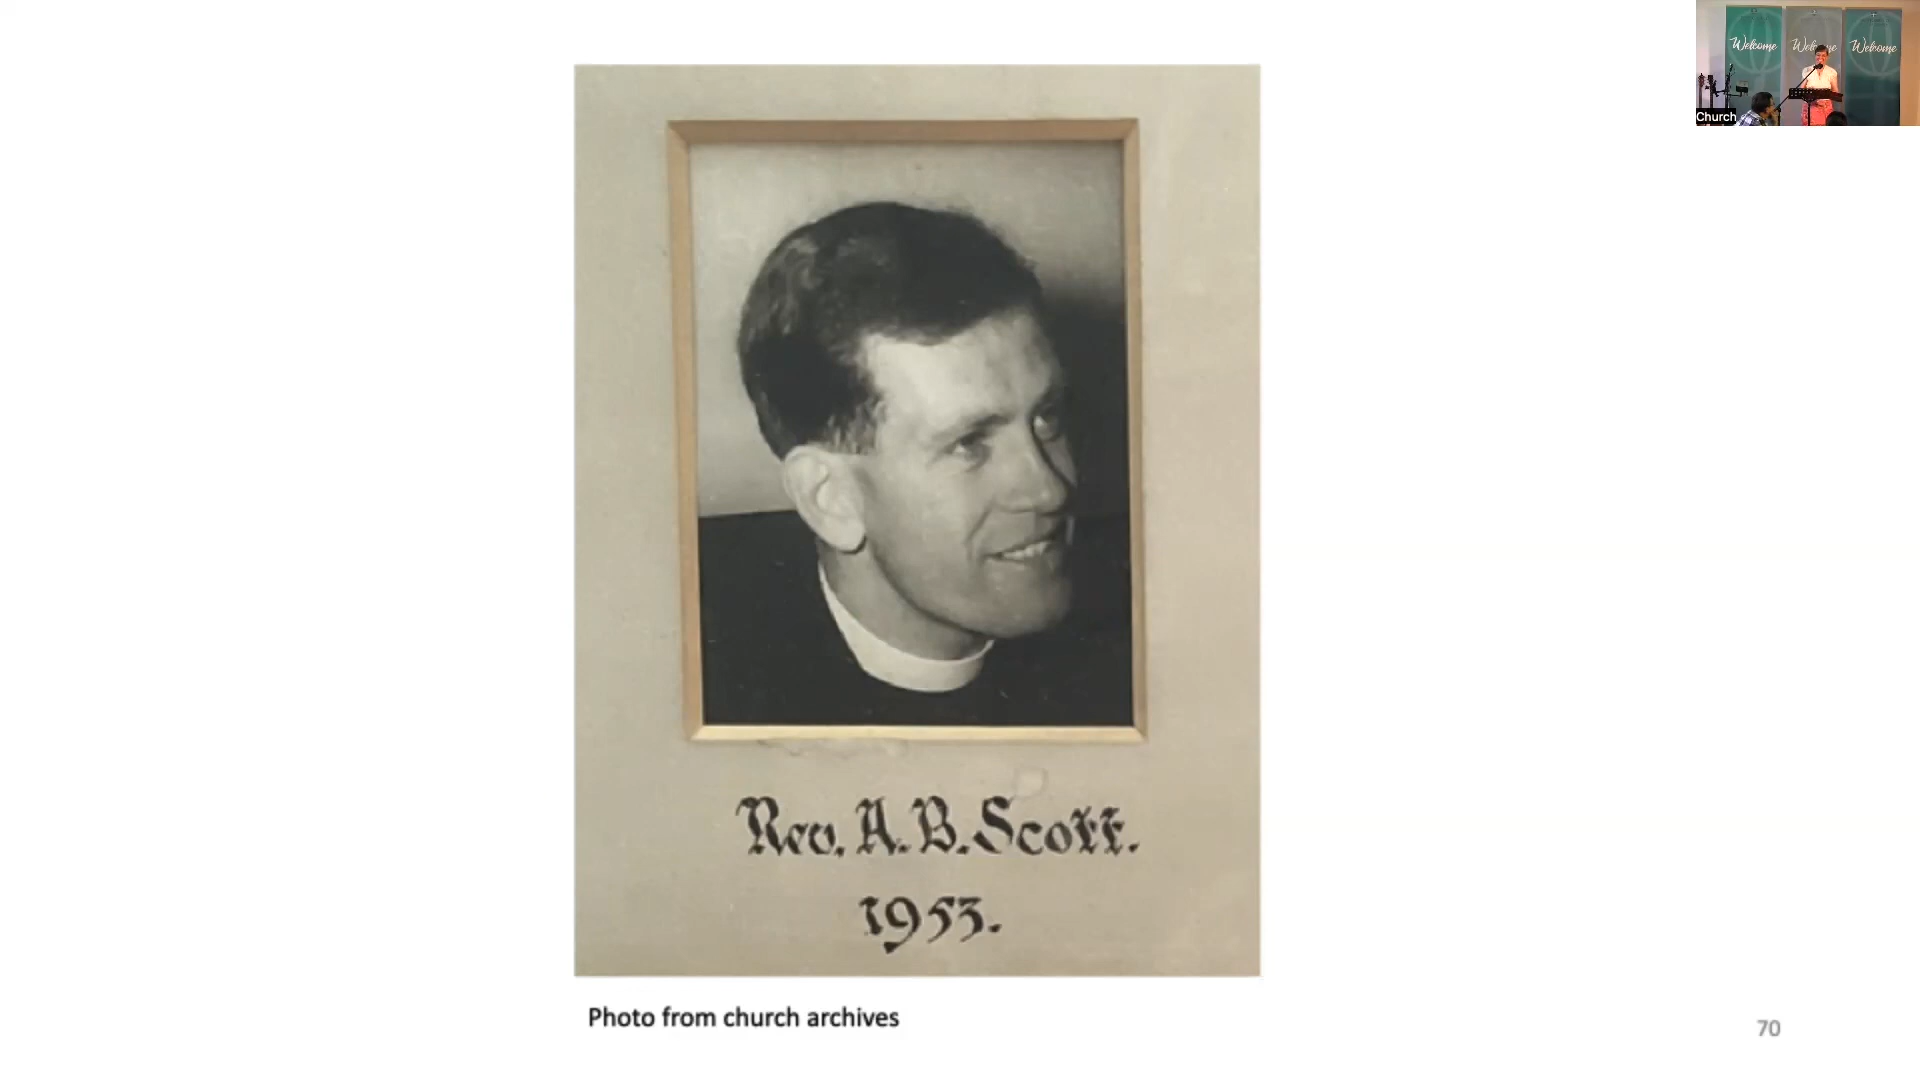 Welcome Welcome Welcome
Church
Rev. A. B. Scott.
1953.
Photo from church archives
70